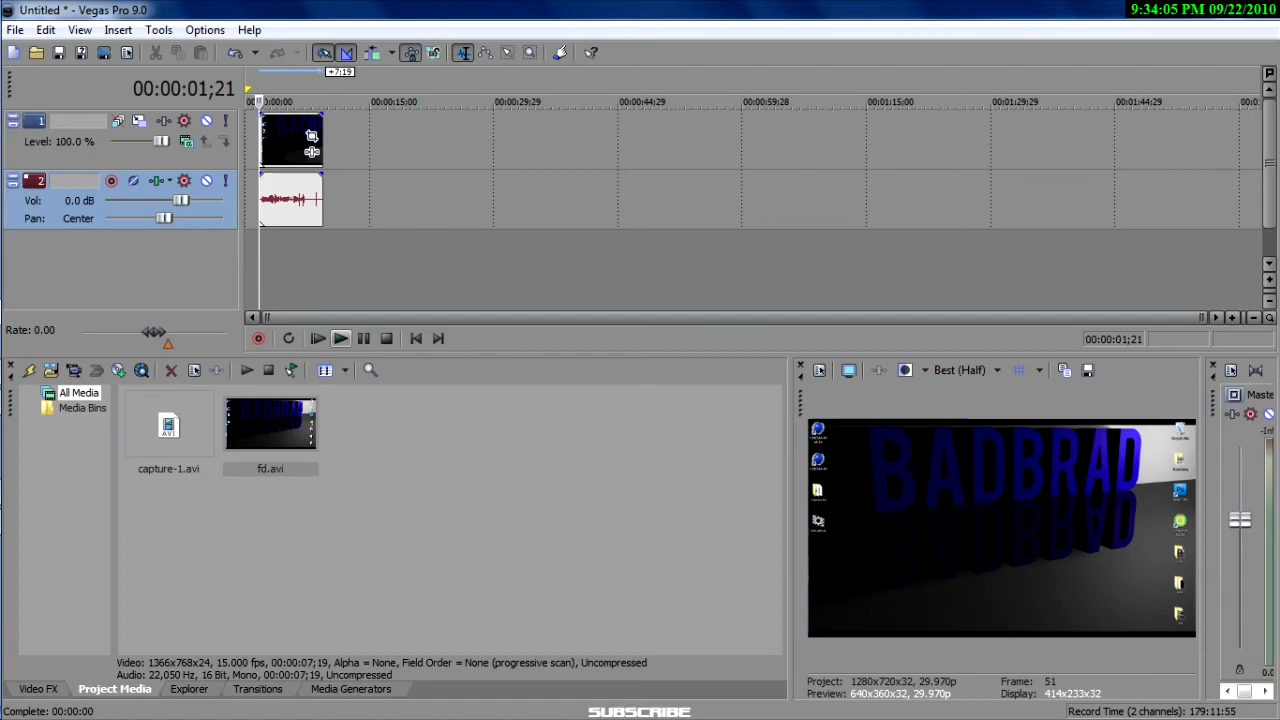 Untitled * - Vegas Pro 9.0
9:34:05 PM 09/22/2010
File Edit View Insert Tools Options Help
00:00:01;21
+7;19
00:00:15;00 00:00:29;29 00:00:44;29 00:00:59;28 00:01:15;00 00:01:29;29 00:01:44;29
1
Level: 100.0 %
2
Vol: 0.0 dB
Pan: Center
Rate: 0.00
00:00:01;21
All Media
Media Bins
AVI
capture-1.avi
fd.avi
Best (Half)
Master
BADBRAD
Video: 1366x768x24, 15.000 fps, 00:00:07;19, Alpha = None, Field Order = None (progressive scan), Uncompressed
Audio: 22,050 Hz, 16 Bit, Mono, 00:00:07;19, Uncompressed
Video FX Project Media Explorer Transitions Media Generators
Project: 1280x720x32, 29.970p Frame: 51
Preview: 640x360x32, 29.970p Display: 414x233x32
Complete: 00:00:00
SUBSCRIBE
Record Time (2 channels): 179:11:55